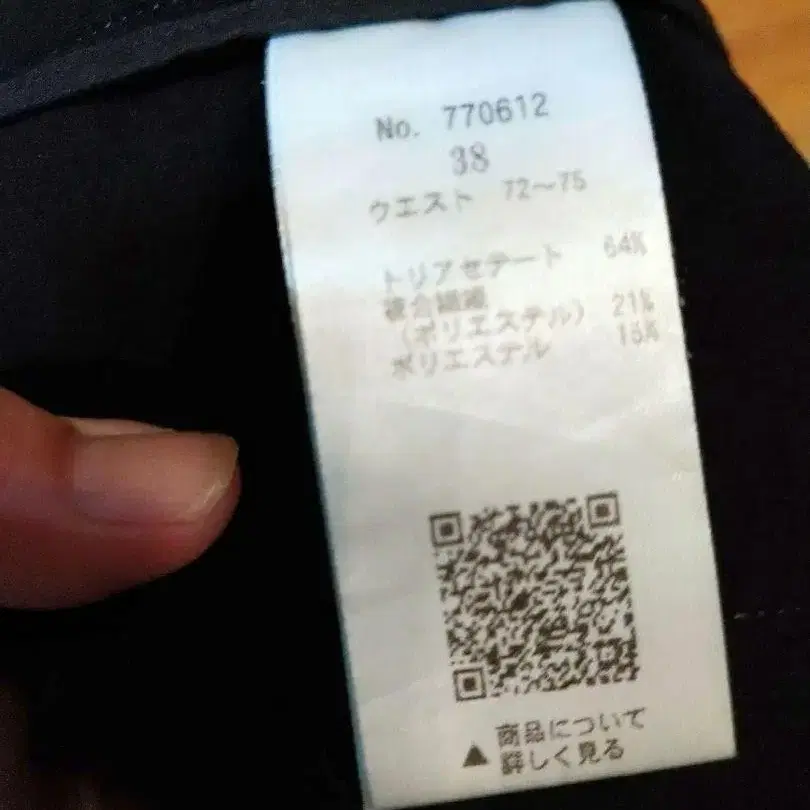 No. 770612
38
ウエスト 72～75
トリアセテート 64%
複合繊維
(ポリエステル) 21%
ポリエステル 15%
商品について
▲ 詳しく見る